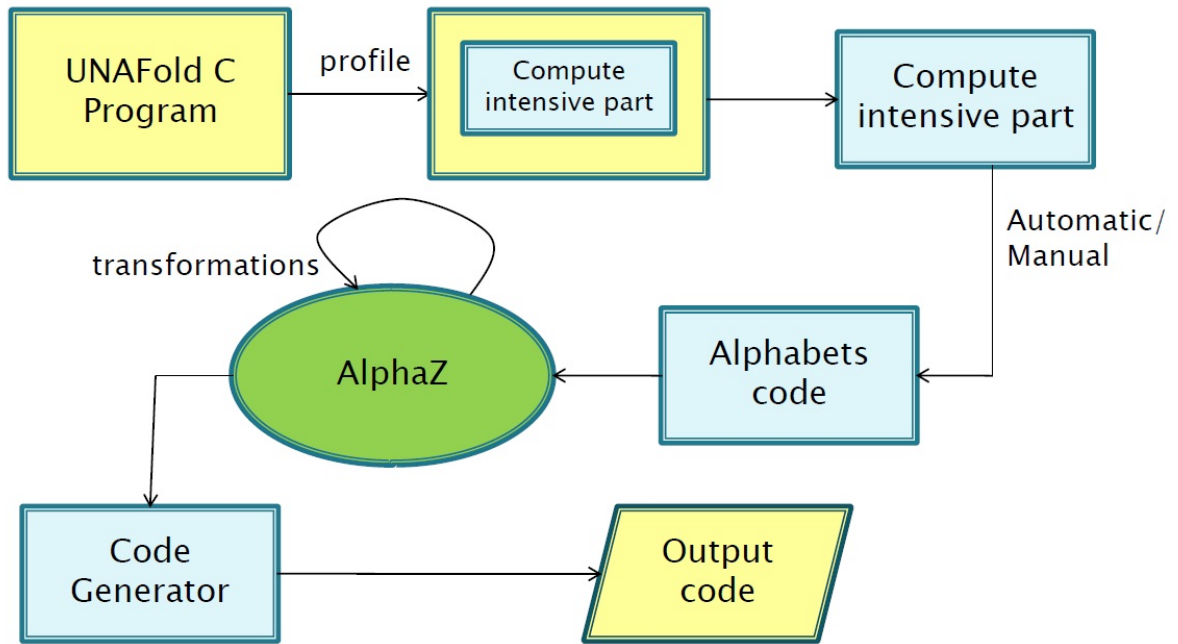 UNAFold C
Program
profile
Compute
intensive part
Compute
intensive part
Automatic/
Manual
transformations
AlphaZ
Alphabets
code
Code
Generator
Output
code